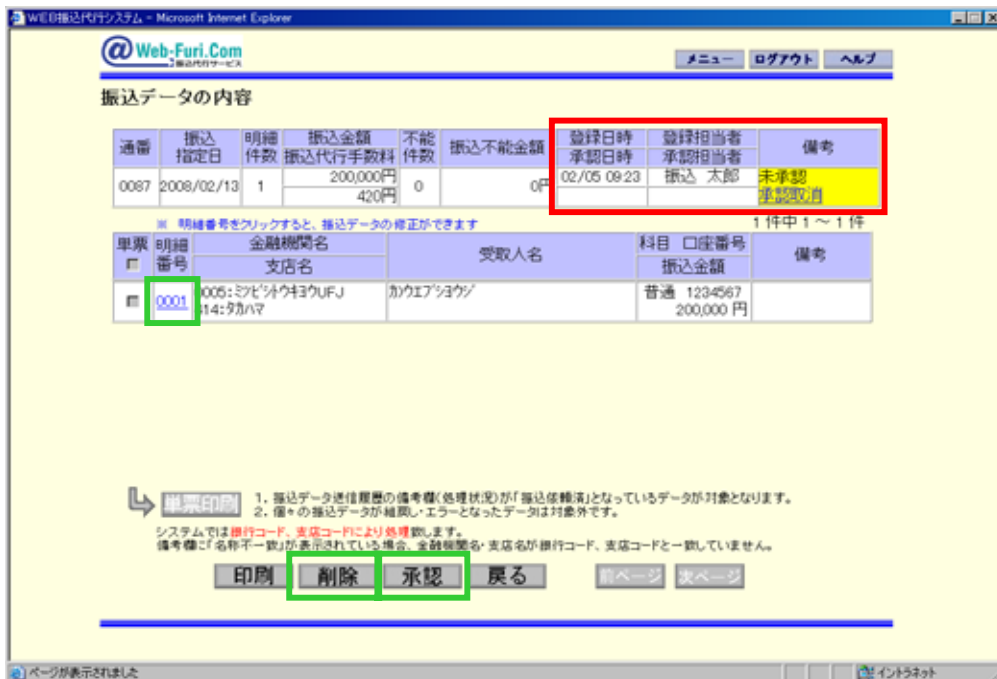 WEB振込代行システム - Microsoft Internet Explorer
@Web-Furi.Com
振込代行サービス
メニュー ログアウト ヘルプ
振込データの内容
通番 振込指定日 明細件数 振込金額 振込代行手数料 不能件数 振込不能金額 登録日時 承認日時 登録担当者 承認担当者 備考
0087 2008/02/13 1 200,000円 420円 0 0円 02/05 09:23 振込 太郎 未承認
承認取消
※ 明細番号をクリックすると、振込データの修正ができます
1 件中 1 ～ 1 件
単票 明細番号 金融機関名 支店名 受取人名 科目 口座番号 振込金額 備考
0001 0005:ミツビシトウキヨウUFJ カ)ウエブシヨウジ 普通 1234567
614:タカハマ 200,000 円
単票印刷
1. 振込データ送信履歴の備考欄(処理状況)が「振込依頼済」となっているデータが対象となります。
2. 個々の振込データが組戻し・エラーとなったデータは対象外です。
システムでは銀行コード、支店コードにより処理致します。
備考欄に「名称不一致」が表示されている場合、金融機関名・支店名が銀行コード、支店コードと一致していません。
印刷 削除 承認 戻る 前ページ 次ページ
ページが表示されました イントラネット